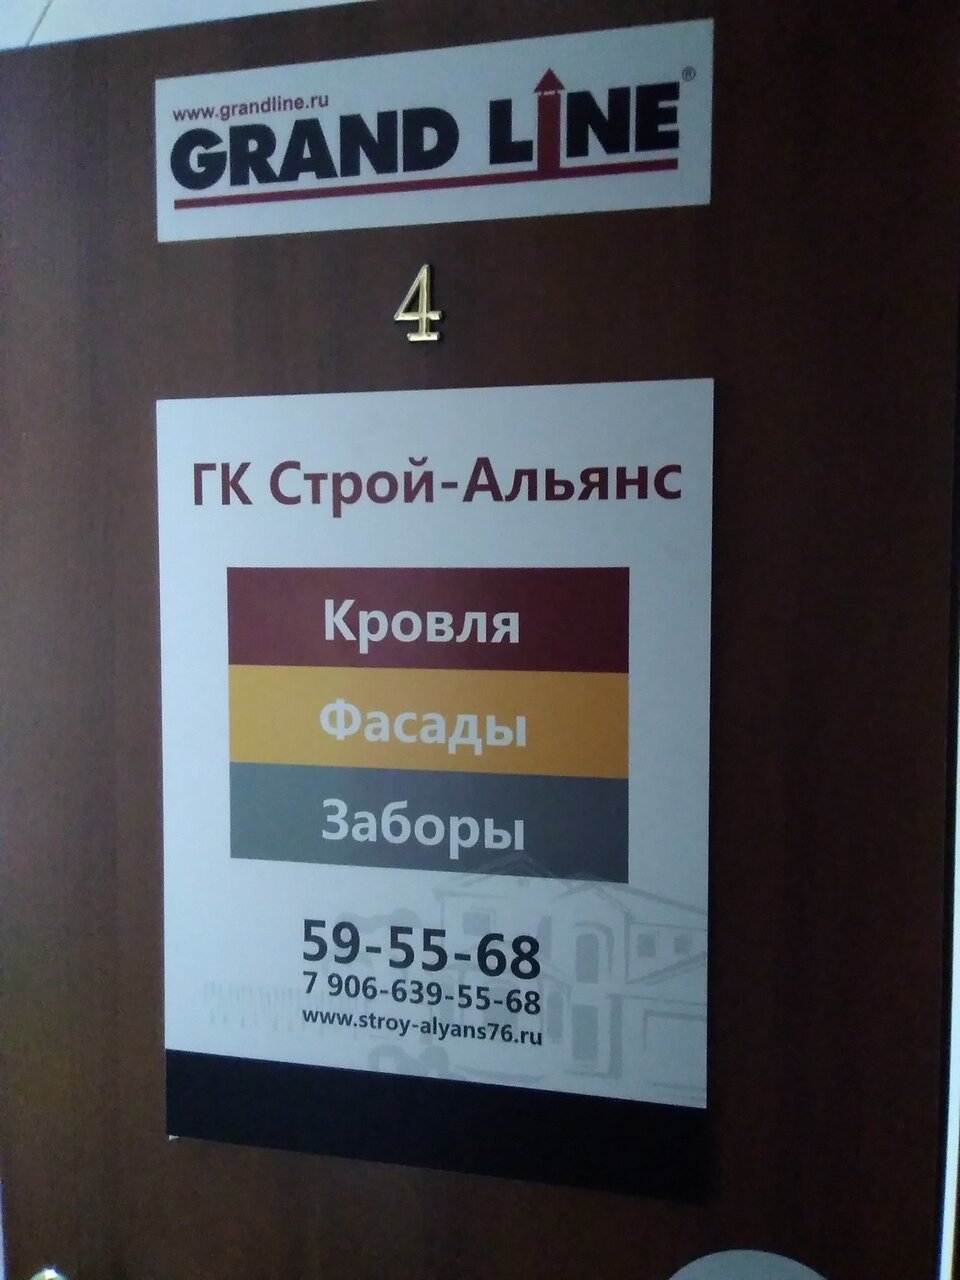 www.grandline.ru
GRAND LINE®
4
ГК Строй-Альянс
Кровля
Фасады
Заборы
59-55-68
7 906-639-55-68
www.stroy-alyans76.ru